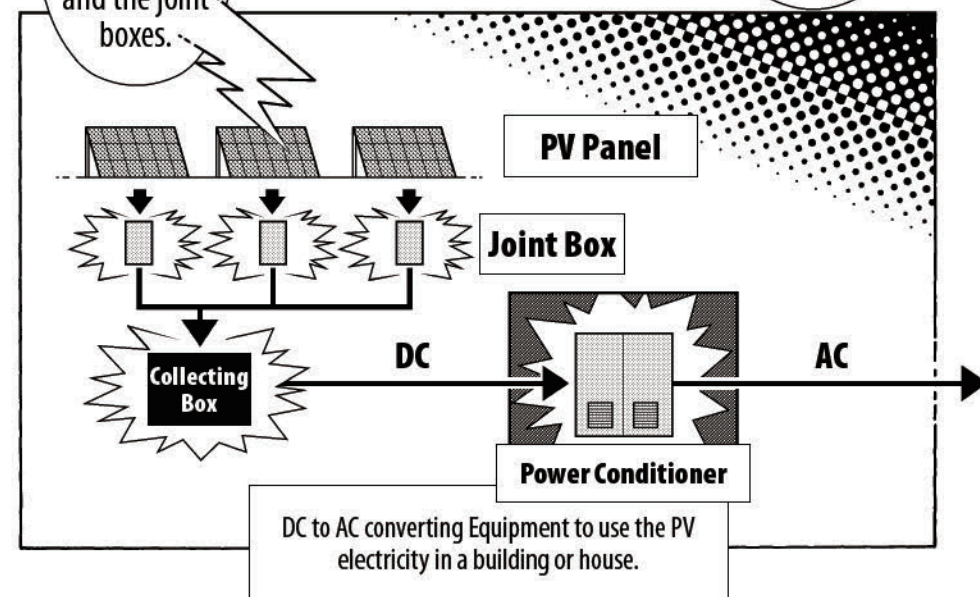 and the joint
boxes.
PV Panel
Joint Box
Collecting
Box
DC
AC
Power Conditioner
DC to AC converting Equipment to use the PV
electricity in a building or house.